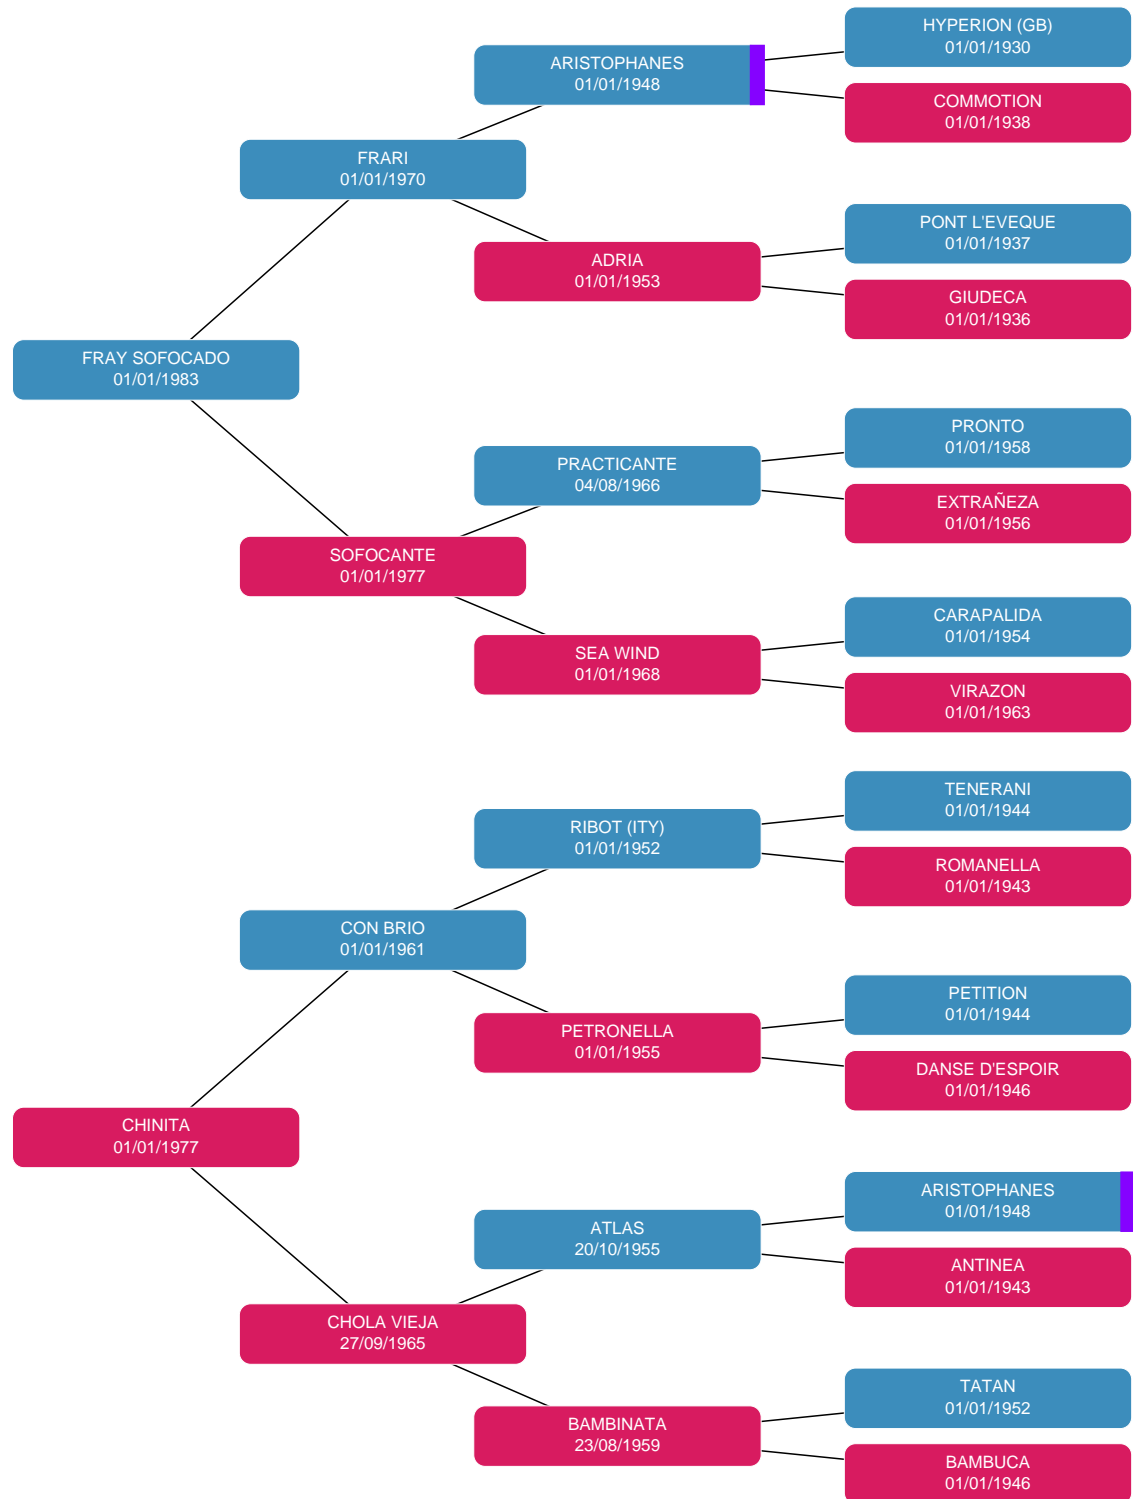 HYPERION (GB)
01/01/1930
ARISTOPHANES
01/01/1948
COMMOTION
01/01/1938
FRARI
01/01/1970
PONT L'EVEQUE
01/01/1937
ADRIA
01/01/1953
GIUDECA
01/01/1936
FRAY SOFOCADO
01/01/1983
PRONTO
01/01/1958
PRACTICANTE
04/08/1966
EXTRAÑEZA
01/01/1956
SOFOCANTE
01/01/1977
CARAPALIDA
01/01/1954
SEA WIND
01/01/1968
VIRAZON
01/01/1963
TENERANI
01/01/1944
RIBOT (ITY)
01/01/1952
ROMANELLA
01/01/1943
CON BRIO
01/01/1961
PETITION
01/01/1944
PETRONELLA
01/01/1955
DANSE D'ESPOIR
01/01/1946
CHINITA
01/01/1977
ARISTOPHANES
01/01/1948
ATLAS
20/10/1955
ANTINEA
01/01/1943
CHOLA VIEJA
27/09/1965
TATAN
01/01/1952
BAMBINATA
23/08/1959
BAMBUCA
01/01/1946